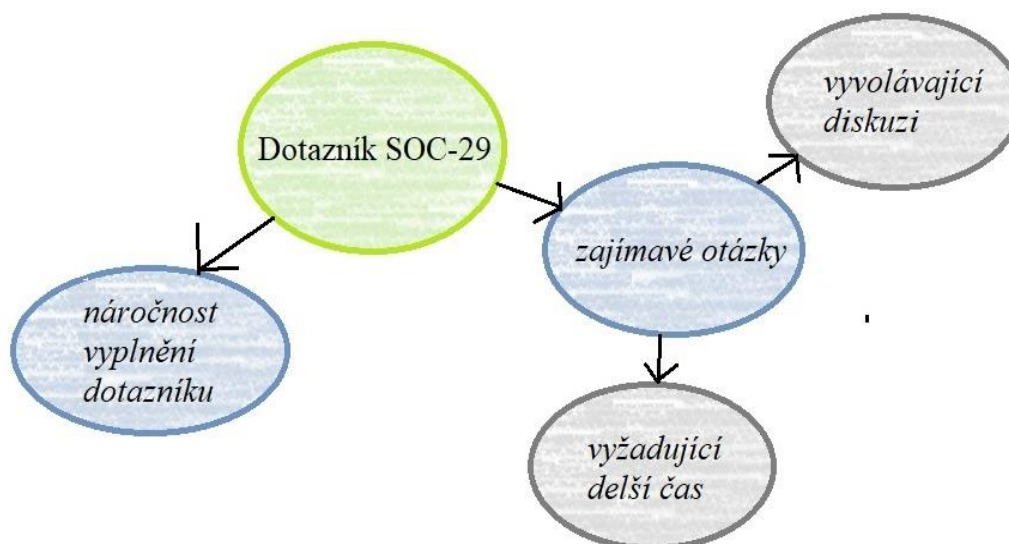 Dotazník SOC-29
vyvolávající
diskuzi
zajímavé otázky
náročnost
vyplnění
dotazníku
vyžadující
delší čas